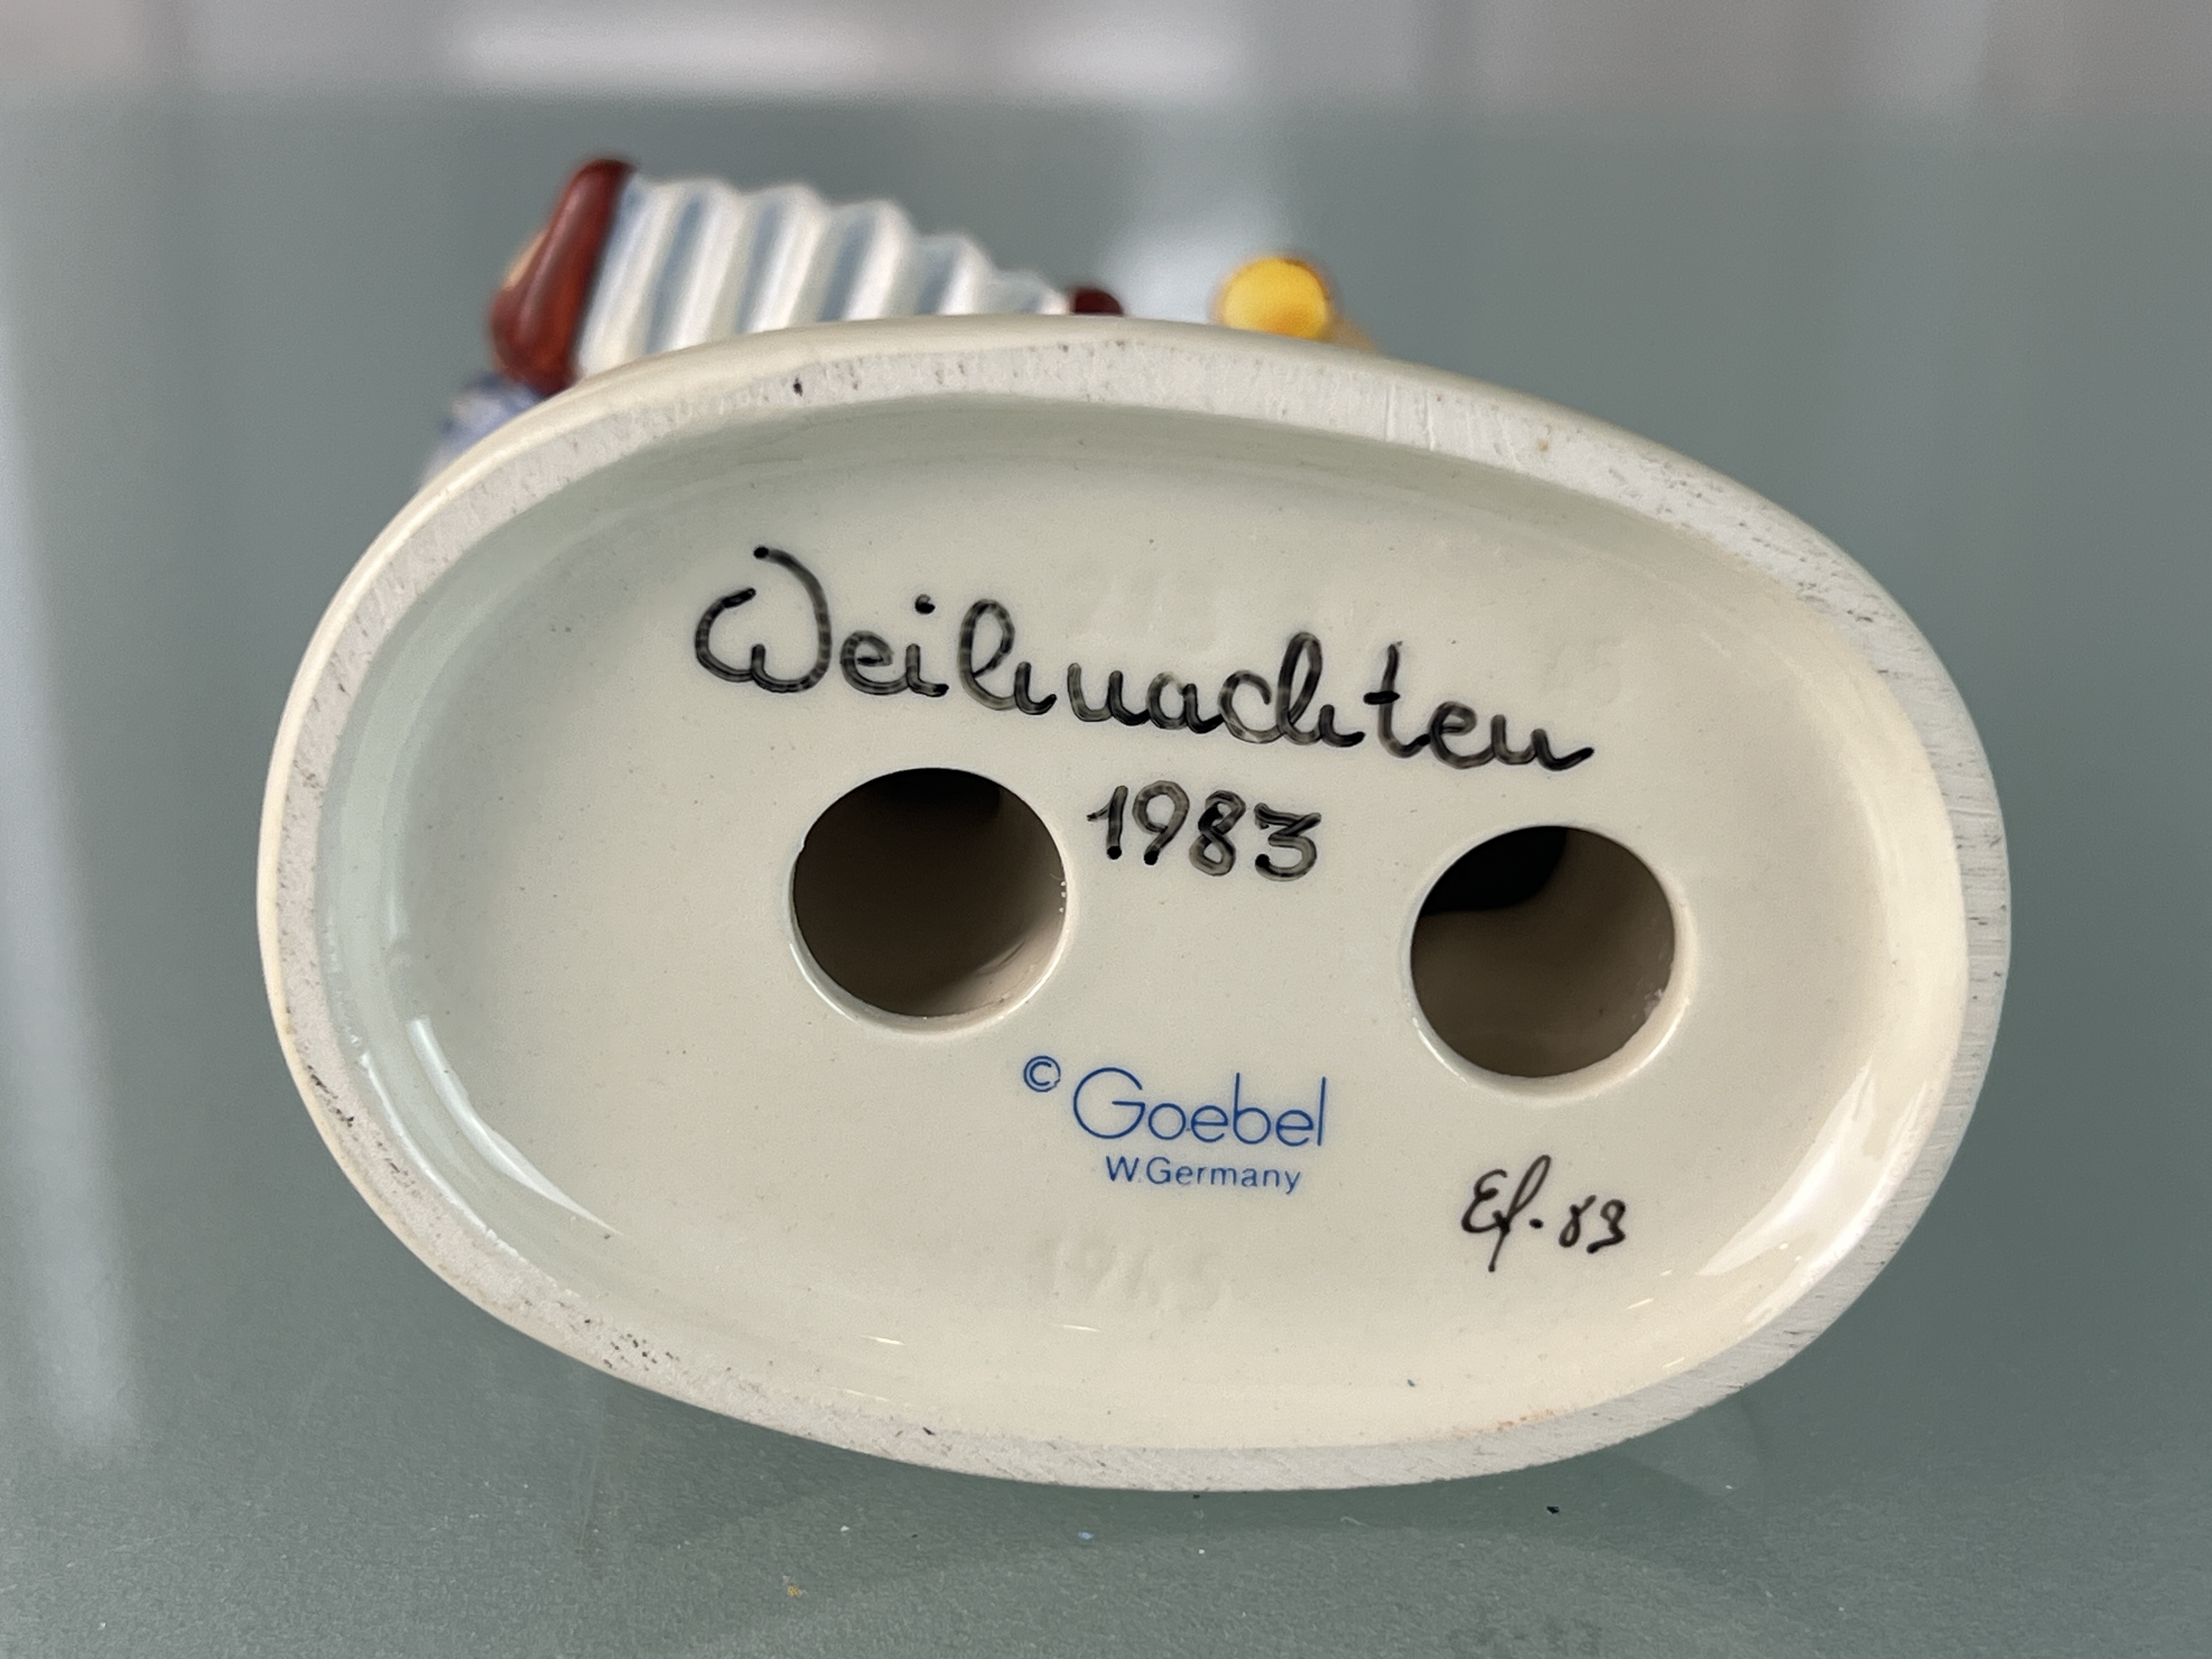 Weihnachten
1983
© Goebel
W.Germany
Ef. 83